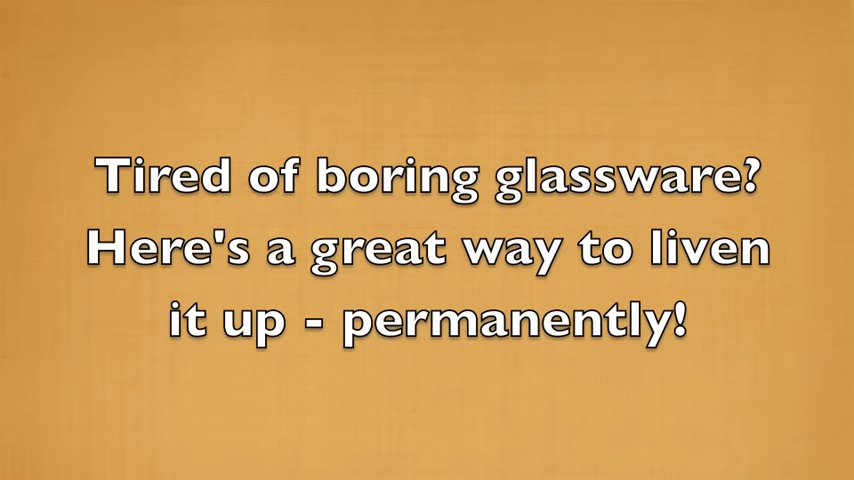 Tired of boring glassware?
Here's a great way to liven
it up - permanently!